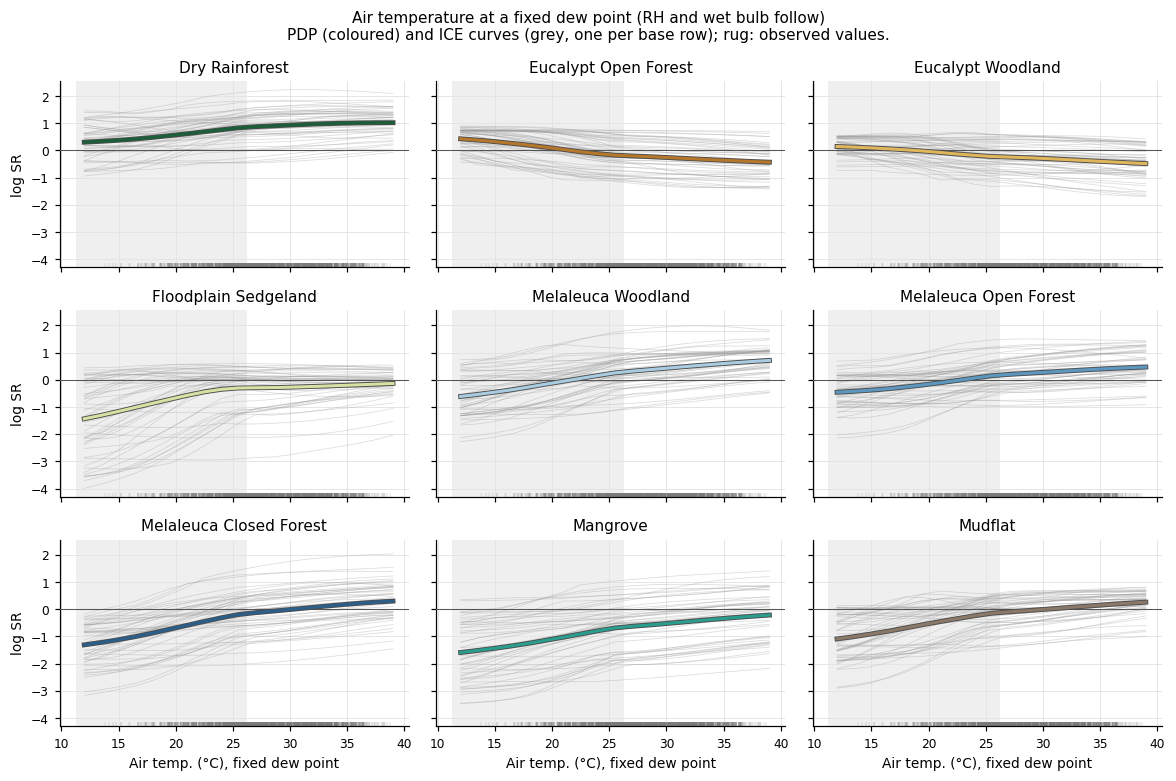 Air temperature at a fixed dew point (RH and wet bulb follow)
PDP (coloured) and ICE curves (grey, one per base row); rug: observed values.
Dry Rainforest
Eucalypt Open Forest
Eucalypt Woodland
log SR
2
1
0
−1
−2
−3
−4
Floodplain Sedgeland
Melaleuca Woodland
Melaleuca Open Forest
log SR
2
1
0
−1
−2
−3
−4
Melaleuca Closed Forest
Mangrove
Mudflat
log SR
2
1
0
−1
−2
−3
−4
10 15 20 25 30 35 40
10 15 20 25 30 35 40
10 15 20 25 30 35 40
Air temp. (°C), fixed dew point
Air temp. (°C), fixed dew point
Air temp. (°C), fixed dew point